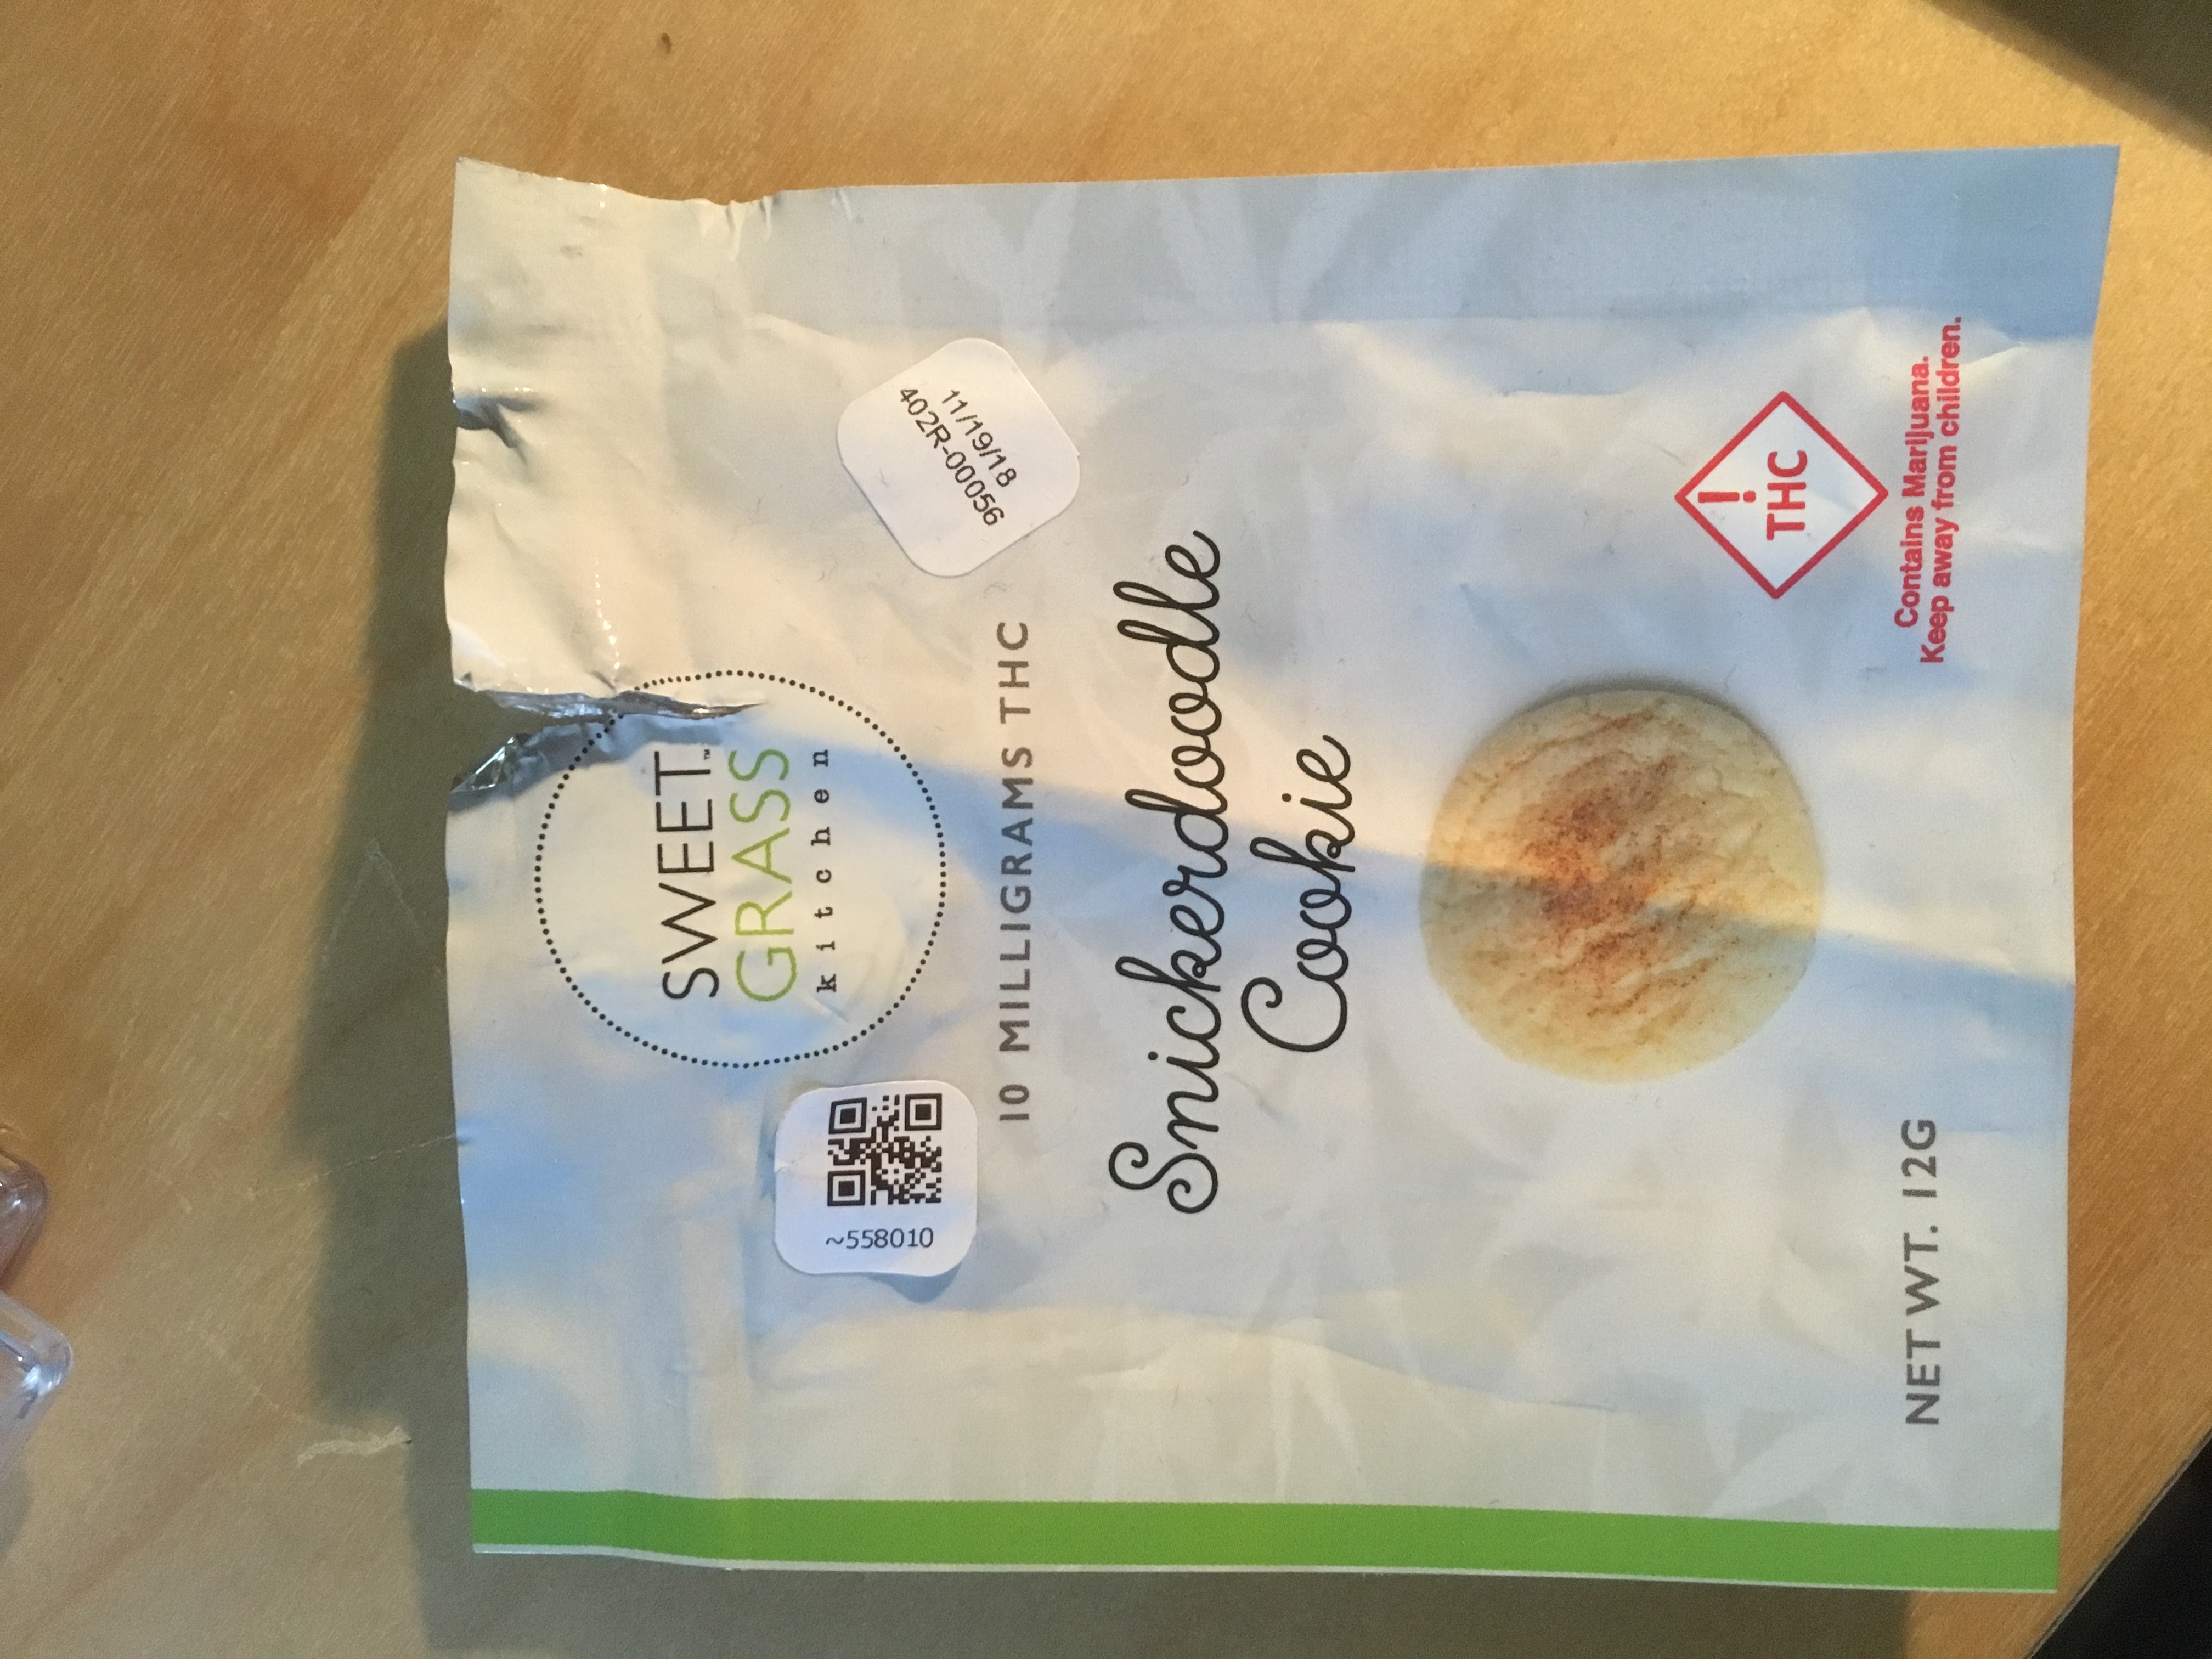 SWEET™
GRASS
kitchen
~558010
11/19/18
402R-00056
10 MILLIGRAMS THC
Snickerdoodle
Cookie
!
THC
Contains Marijuana.
Keep away from children.
NET WT. 12G